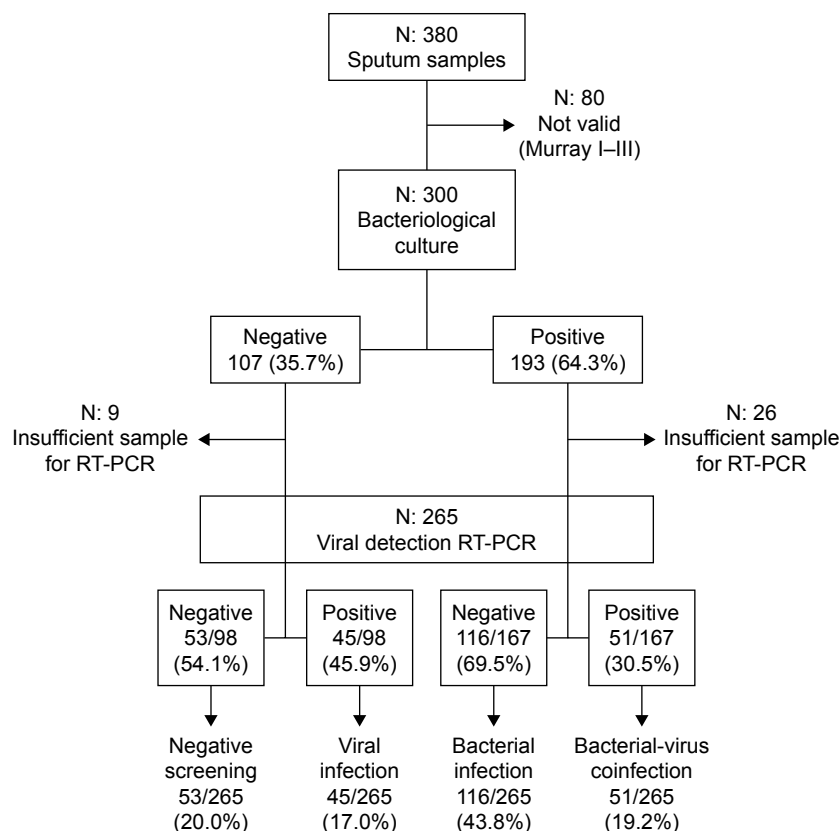 N: 380
Sputum samples
N: 80
Not valid
(Murray I–III)
N: 300
Bacteriological
culture
Negative
107 (35.7%)
Positive
193 (64.3%)
N: 9
Insufficient sample
for RT-PCR
N: 26
Insufficient sample
for RT-PCR
N: 265
Viral detection RT-PCR
Negative
53/98
(54.1%)
Positive
45/98
(45.9%)
Negative
116/167
(69.5%)
Positive
51/167
(30.5%)
Negative
screening
53/265
(20.0%)
Viral
infection
45/265
(17.0%)
Bacterial
infection
116/265
(43.8%)
Bacterial-virus
coinfection
51/265
(19.2%)